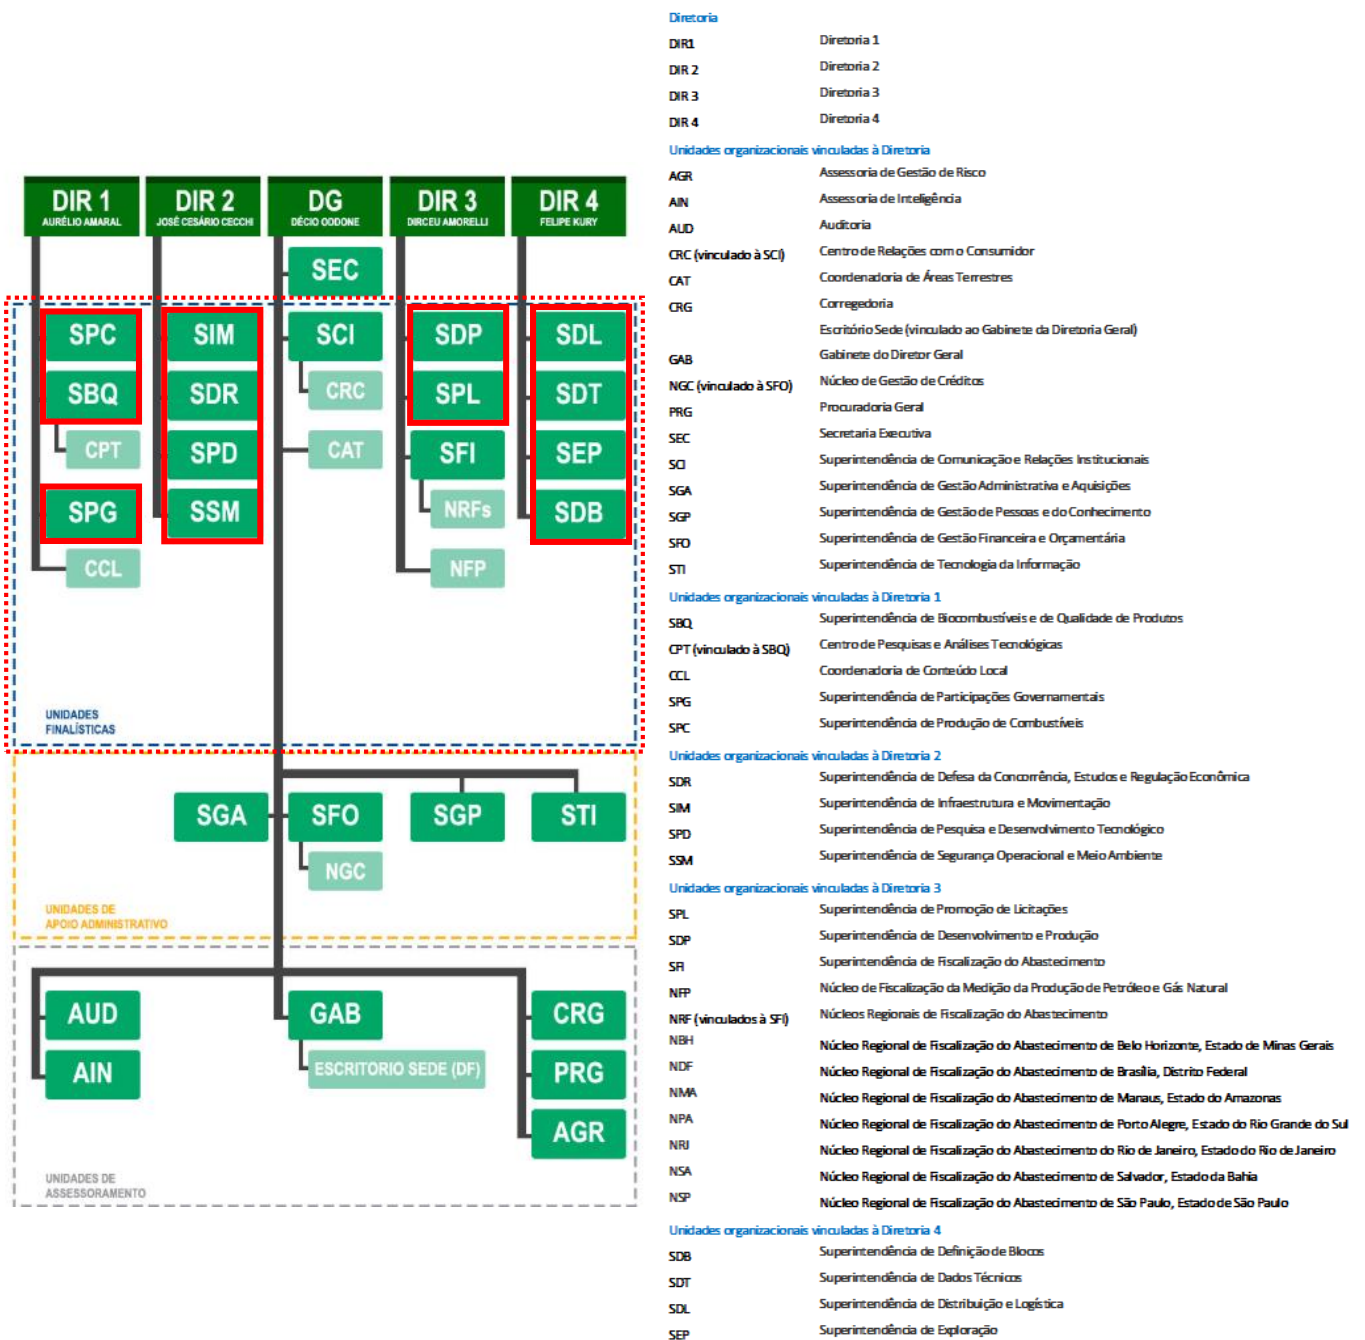 DIR 1
AURÉLIO AMARAL
DIR 2
JOSÉ CESÁRIO CECCHI
DG
DÉCIO ODDONE
DIR 3
DIRCEU AMORELLI
DIR 4
FELIPE KURY
SEC
SPC
SIM
SCI
SDP
SDL
SBQ
SDR
CRC
SPL
SDT
CPT
SPD
CAT
SFI
SEP
SPG
SSM
NRFs
SDB
CCL
NFP
UNIDADES
FINALÍSTICAS
SGA
SFO
SGP
STI
NGC
UNIDADES DE
APOIO ADMINISTRATIVO
AUD
GAB
CRG
AIN
ESCRITORIO SEDE (DF)
PRG
AGR
UNIDADES DE
ASSESSORAMENTO
Diretoria
DIR1 Diretoria 1
DIR 2 Diretoria 2
DIR 3 Diretoria 3
DIR 4 Diretoria 4
Unidades organizacionais vinculadas à Diretoria
AGR Assessoria de Gestão de Risco
AIN Assessoria de Inteligência
AUD Auditoria
CRC (vinculado à SCI) Centro de Relações com o Consumidor
CAT Coordenadoria de Áreas Terrestres
CRG Corregedoria
Escritório Sede (vinculado ao Gabinete da Diretoria Geral)
GAB Gabinete do Diretor Geral
NGC (vinculado à SFO) Núcleo de Gestão de Créditos
PRG Procuradoria Geral
SEC Secretaria Executiva
SCI Superintendência de Comunicação e Relações Institucionais
SGA Superintendência de Gestão Administrativa e Aquisições
SGP Superintendência de Gestão de Pessoas e do Conhecimento
SFO Superintendência de Gestão Financeira e Orçamentária
STI Superintendência de Tecnologia da Informação
Unidades organizacionais vinculadas à Diretoria 1
SBQ Superintendência de Biocombustíveis e de Qualidade de Produtos
CPT (vinculado à SBQ) Centro de Pesquisas e Análises Tecnológicas
CCL Coordenadoria de Conteúdo Local
SPG Superintendência de Participações Governamentais
SPC Superintendência de Produção de Combustíveis
Unidades organizacionais vinculadas à Diretoria 2
SDR Superintendência de Defesa da Concorrência, Estudos e Regulação Econômica
SIM Superintendência de Infraestrutura e Movimentação
SPD Superintendência de Pesquisa e Desenvolvimento Tecnológico
SSM Superintendência de Segurança Operacional e Meio Ambiente
Unidades organizacionais vinculadas à Diretoria 3
SPL Superintendência de Promoção de Licitações
SDP Superintendência de Desenvolvimento e Produção
SFI Superintendência de Fiscalização do Abastecimento
NFP Núcleo de Fiscalização da Medição da Produção de Petróleo e Gás Natural
NRF (vinculados à SFI) Núcleos Regionais de Fiscalização do Abastecimento
NBH Núcleo Regional de Fiscalização do Abastecimento de Belo Horizonte, Estado de Minas Gerais
NDF Núcleo Regional de Fiscalização do Abastecimento de Brasília, Distrito Federal
NMA Núcleo Regional de Fiscalização do Abastecimento de Manaus, Estado do Amazonas
NPA Núcleo Regional de Fiscalização do Abastecimento de Porto Alegre, Estado do Rio Grande do Sul
NRJ Núcleo Regional de Fiscalização do Abastecimento do Rio de Janeiro, Estado do Rio de Janeiro
NSA Núcleo Regional de Fiscalização do Abastecimento de Salvador, Estado da Bahia
NSP Núcleo Regional de Fiscalização do Abastecimento de São Paulo, Estado de São Paulo
Unidades organizacionais vinculadas à Diretoria 4
SDB Superintendência de Definição de Blocos
SDT Superintendência de Dados Técnicos
SDL Superintendência de Distribuição e Logística
SEP Superintendência de Exploração